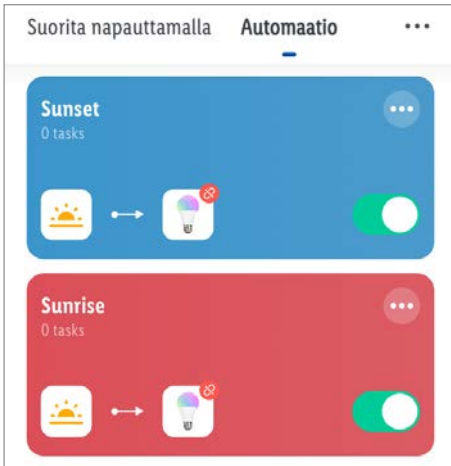 Suorita napauttamalla Automaatio
Sunset
0 tasks
Sunrise
0 tasks